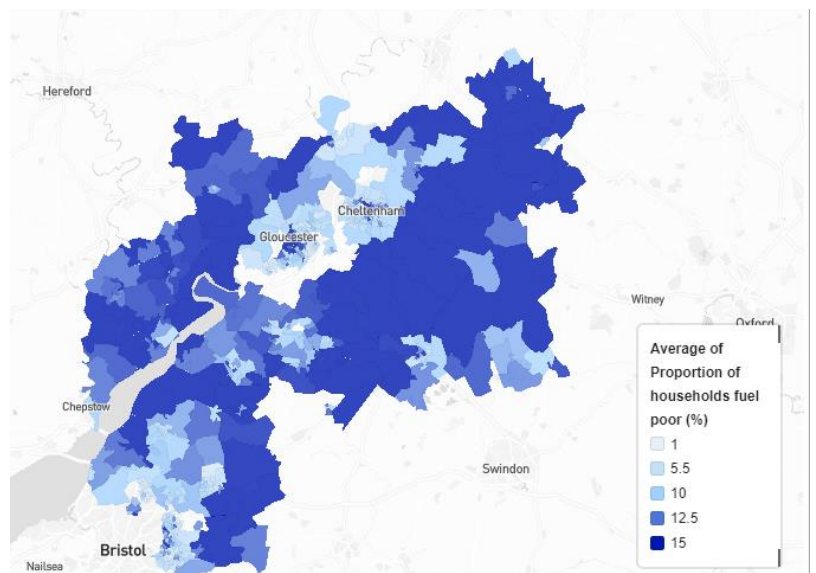 Hereford
Cheltenham
Gloucester
Witney
Oxford
Chepstow
Swindon
Bristol
Nailsea
Average of
Proportion of
households fuel
poor (%)
1
5.5
10
12.5
15